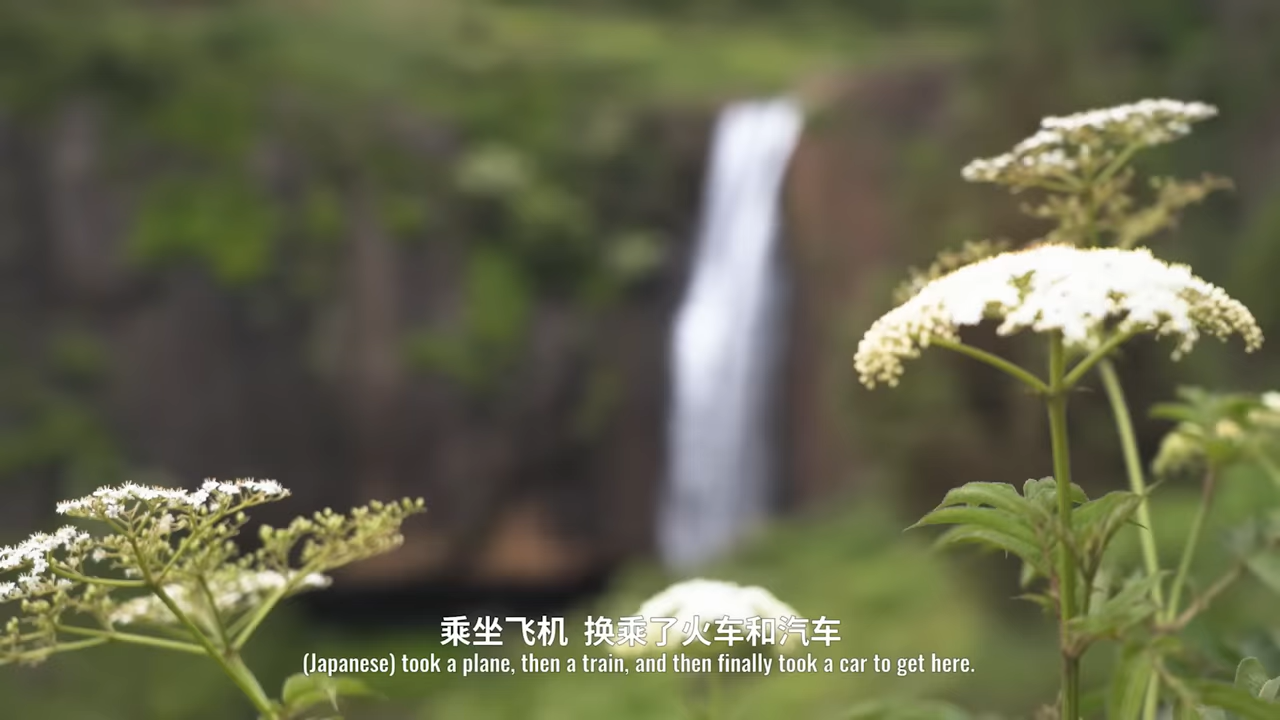 乘坐飞机 换乘了火车和汽车
(Japanese) took a plane, then a train, and then finally took a car to get here.